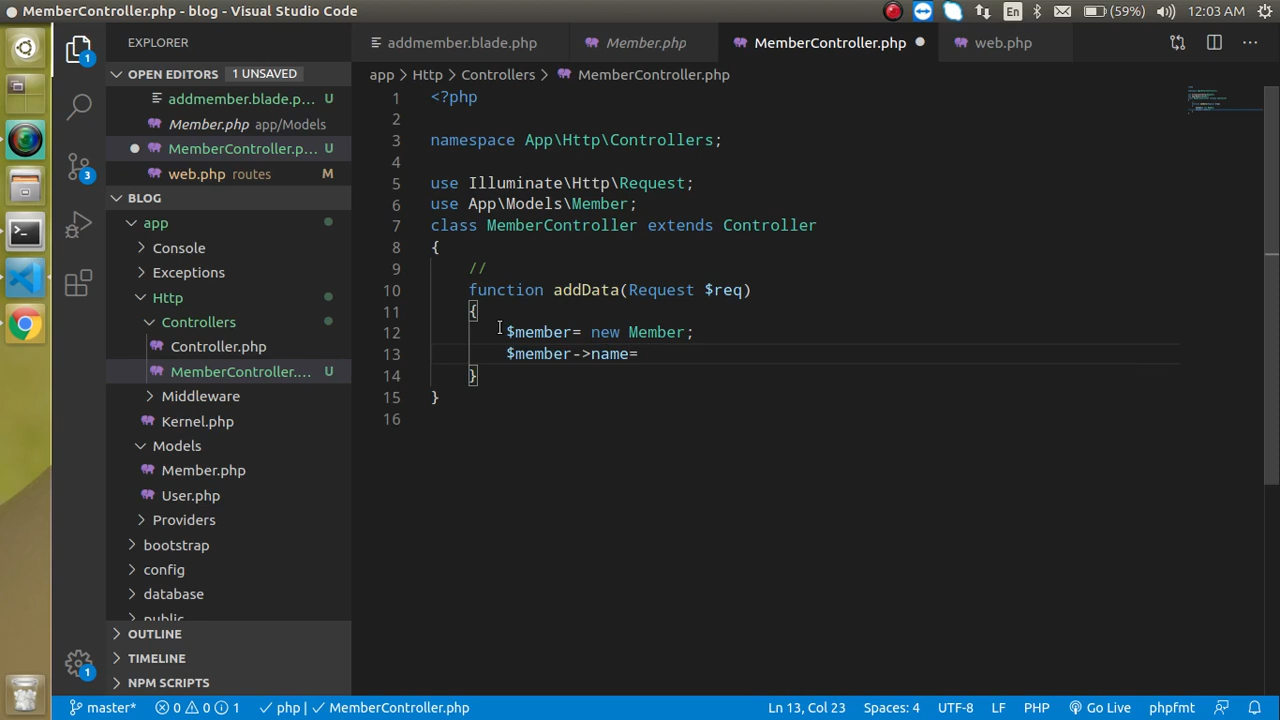 MemberController.php - blog - Visual Studio Code
En
(59%)
12:03 AM
EXPLORER
addmember.blade.php
Member.php
MemberController.php
web.php
OPEN EDITORS
1 UNSAVED
addmember.blade.p... U
Member.php app/Models
MemberController.p... U
web.php routes M
BLOG
app
Console
Exceptions
Http
Controllers
Controller.php
MemberController.... U
Middleware
Kernel.php
Models
Member.php
User.php
Providers
bootstrap
config
database
public
OUTLINE
TIMELINE
NPM SCRIPTS
1
3
1
app > Http > Controllers > MemberController.php
1 <?php
2
3 namespace App\Http\Controllers;
4
5 use Illuminate\Http\Request;
6 use App\Models\Member;
7 class MemberController extends Controller
8 {
9 //
10 function addData(Request $req)
11 {
12 $member= new Member;
13 $member->name=
14 }
15 }
16
master* 0 0 1 php | MemberController.php Ln 13, Col 23 Spaces: 4 UTF-8 LF PHP Go Live phpfmt